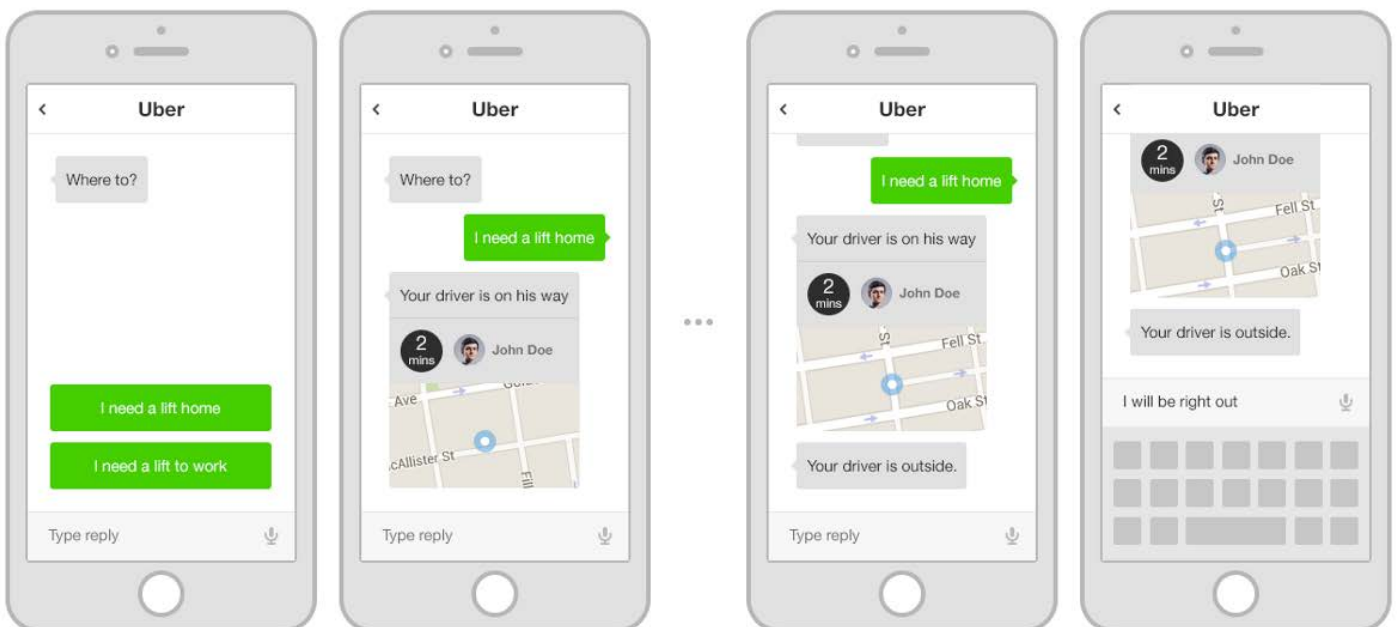 Uber
Where to?
I need a lift home
I need a lift to work
Type reply
Uber
Where to?
I need a lift home
Your driver is on his way
2
mins
John Doe
Ave
cAllister St
Fill
Type reply
Uber
I need a lift home
Your driver is on his way
2
mins
John Doe
St
Fell St
Oak St
Your driver is outside.
Type reply
Uber
2
mins
John Doe
St
Fell St
Oak St
Your driver is outside.
I will be right out